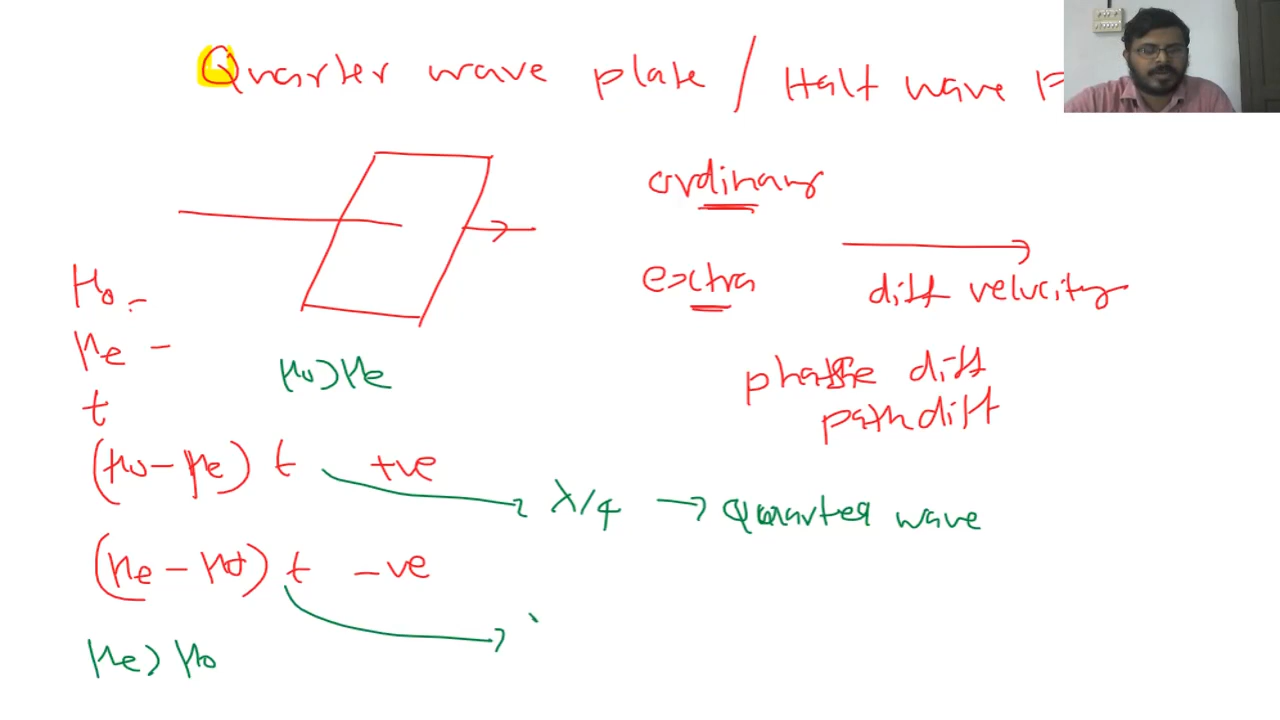 Quarter wave plate / Half wave P
ordinary
extra
diff velocity
μo -
μe -
t
μo > μe
phase diff
path diff
(μo - μe) t +ve
λ/4 → Quarter wave
(μe - μo) t -ve
μe > μo